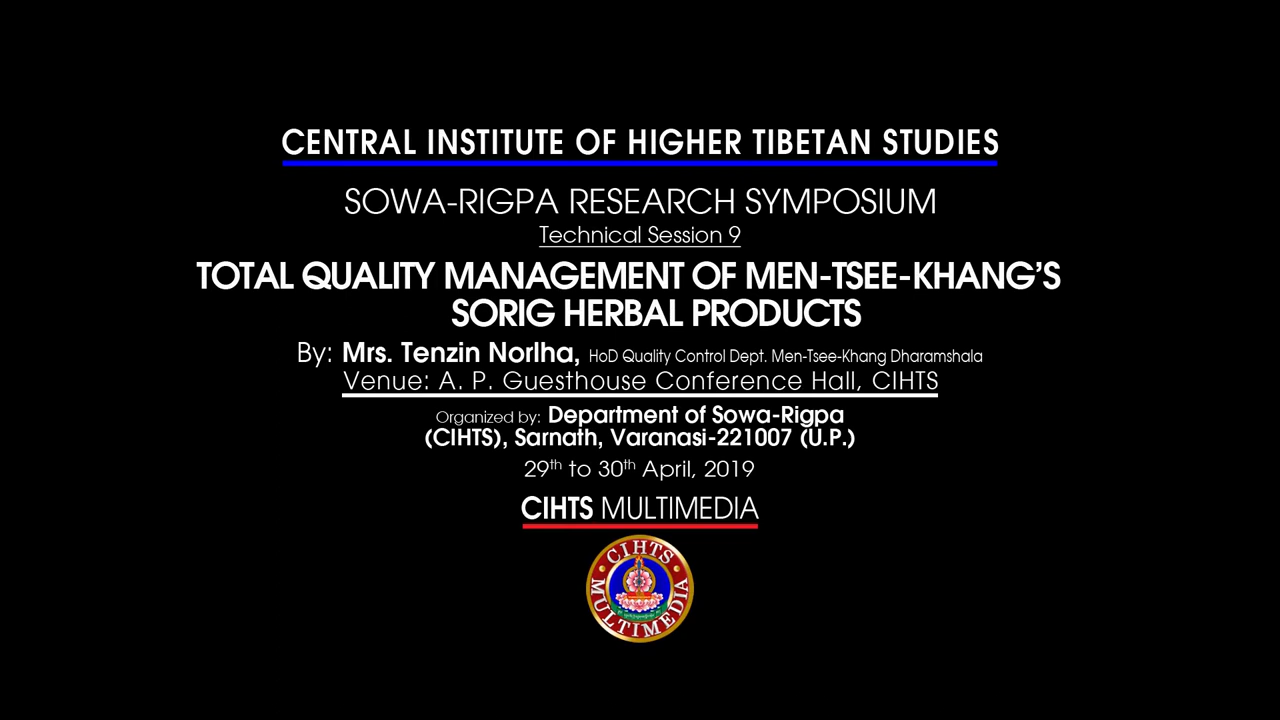 CENTRAL INSTITUTE OF HIGHER TIBETAN STUDIES
SOWA-RIGPA RESEARCH SYMPOSIUM
Technical Session 9
TOTAL QUALITY MANAGEMENT OF MEN-TSEE-KHANG'S
SORIG HERBAL PRODUCTS
By: Mrs. Tenzin Norlha, HoD Quality Control Dept. Men-Tsee-Khang Dharamshala
Venue: A. P. Guesthouse Conference Hall, CIHTS
Organized by: Department of Sowa-Rigpa
(CIHTS), Sarnath, Varanasi-221007 (U.P.)
29th to 30th April, 2019
CIHTS MULTIMEDIA
CIHTS
MULTIMEDIA